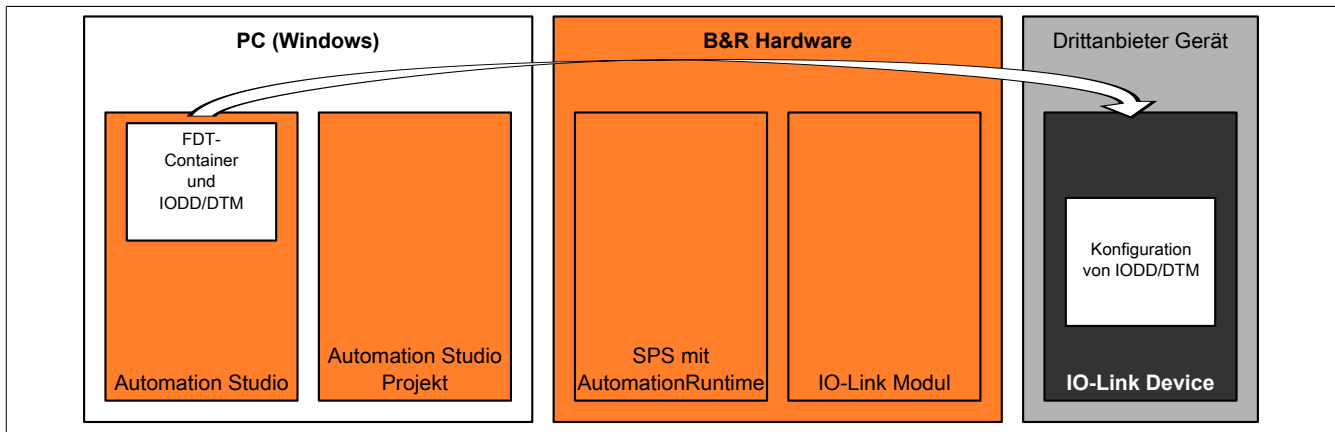 PC (Windows)
B&R Hardware
Drittanbieter Gerät
FDT-
Container
und
IODD/DTM
Konfiguration
von IODD/DTM
Automation Studio
Automation Studio
Projekt
SPS mit
AutomationRuntime
IO-Link Modul
IO-Link Device